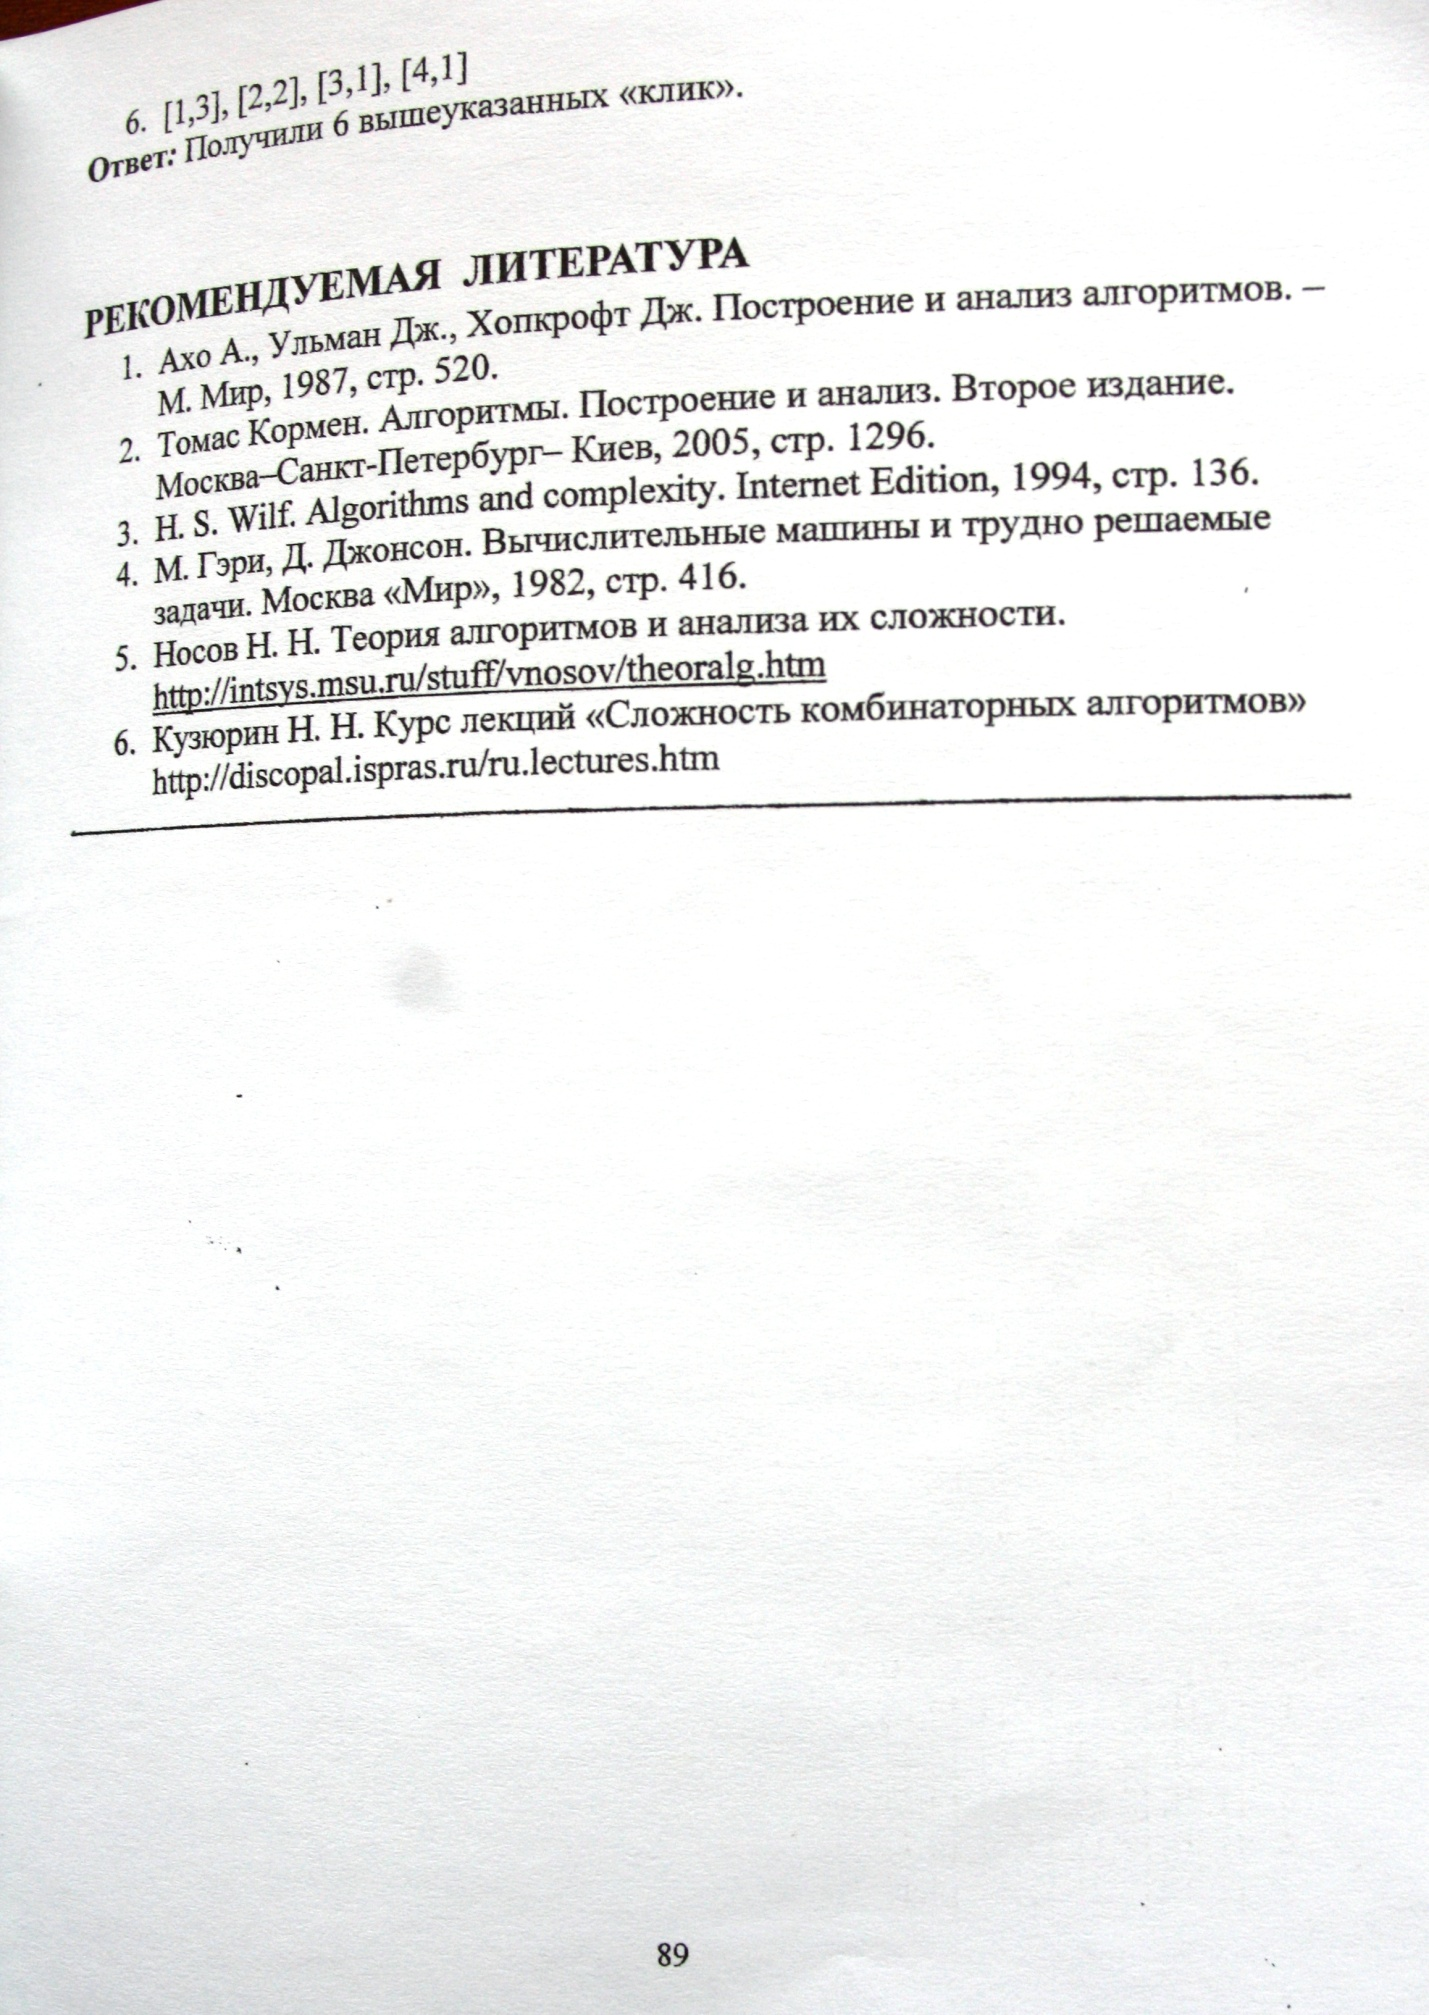 6. [1,3], [2,2], [3,1], [4,1]
Ответ: Получили 6 вышеуказанных «клик».
РЕКОМЕНДУЕМАЯ ЛИТЕРАТУРА
1. Ахо А., Ульман Дж., Хопкрофт Дж. Построение и анализ алгоритмов. –
М. Мир, 1987, стр. 520.
2. Томас Кормен. Алгоритмы. Построение и анализ. Второе издание.
Москва–Санкт-Петербург– Киев, 2005, стр. 1296.
3. H. S. Wilf. Algorithms and complexity. Internet Edition, 1994, стр. 136.
4. М. Гэри, Д. Джонсон. Вычислительные машины и трудно решаемые
задачи. Москва «Мир», 1982, стр. 416.
5. Носов Н. Н. Теория алгоритмов и анализа их сложности.
http://intsys.msu.ru/stuff/vnosov/theoralg.htm
6. Кузюрин Н. Н. Курс лекций «Сложность комбинаторных алгоритмов»
http://discopal.ispras.ru/ru.lectures.htm
89